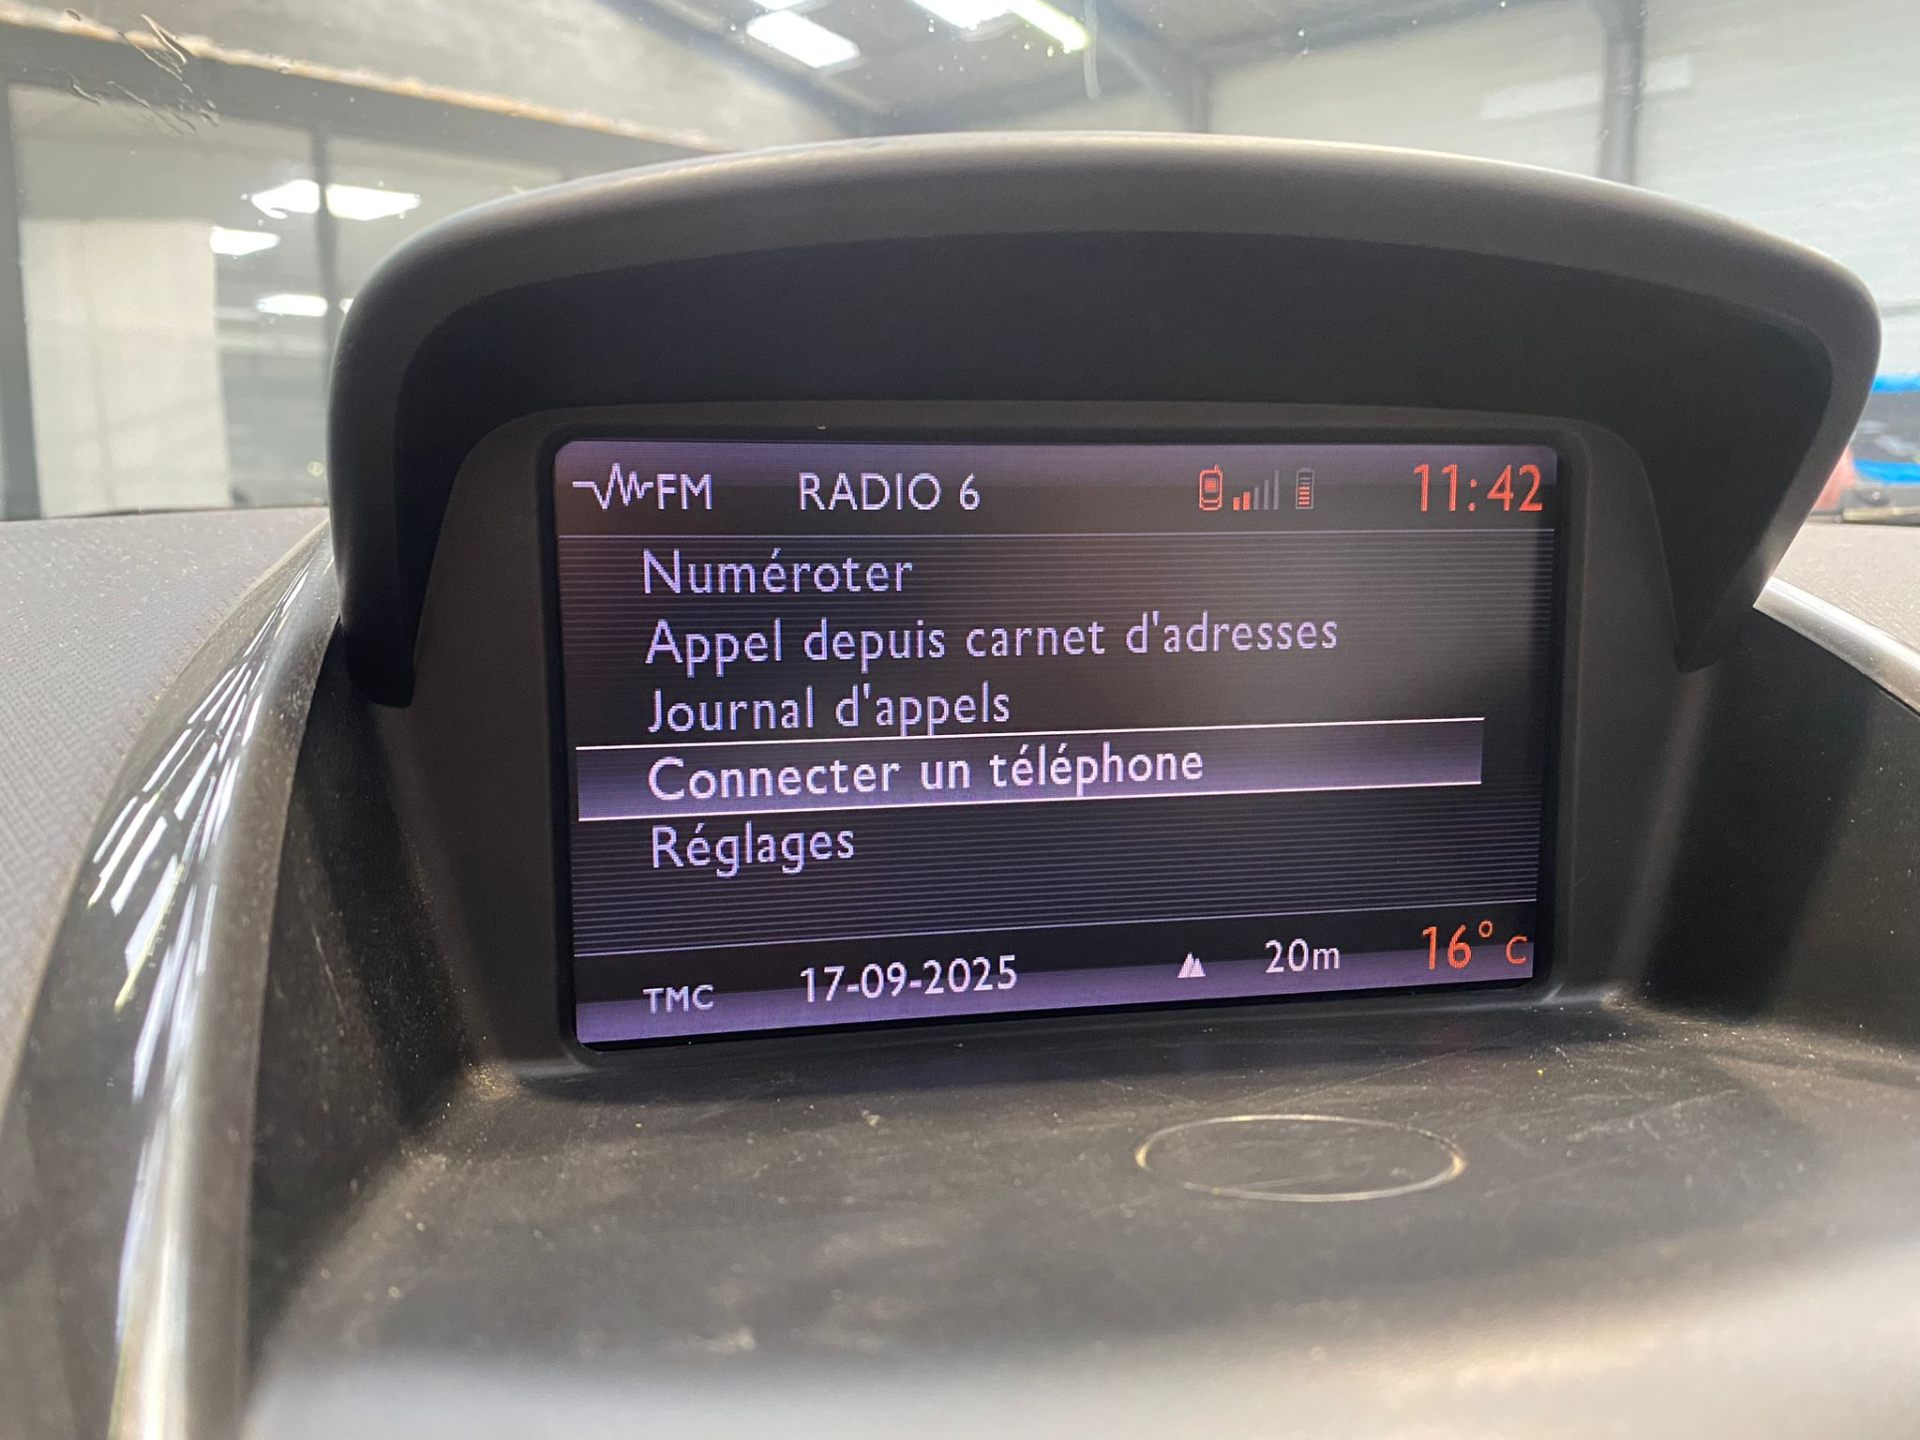 FM RADIO 6 11:42
Numéroter
Appel depuis carnet d'adresses
Journal d'appels
Connecter un téléphone
Réglages
TMC 17-09-2025 20m 16° C